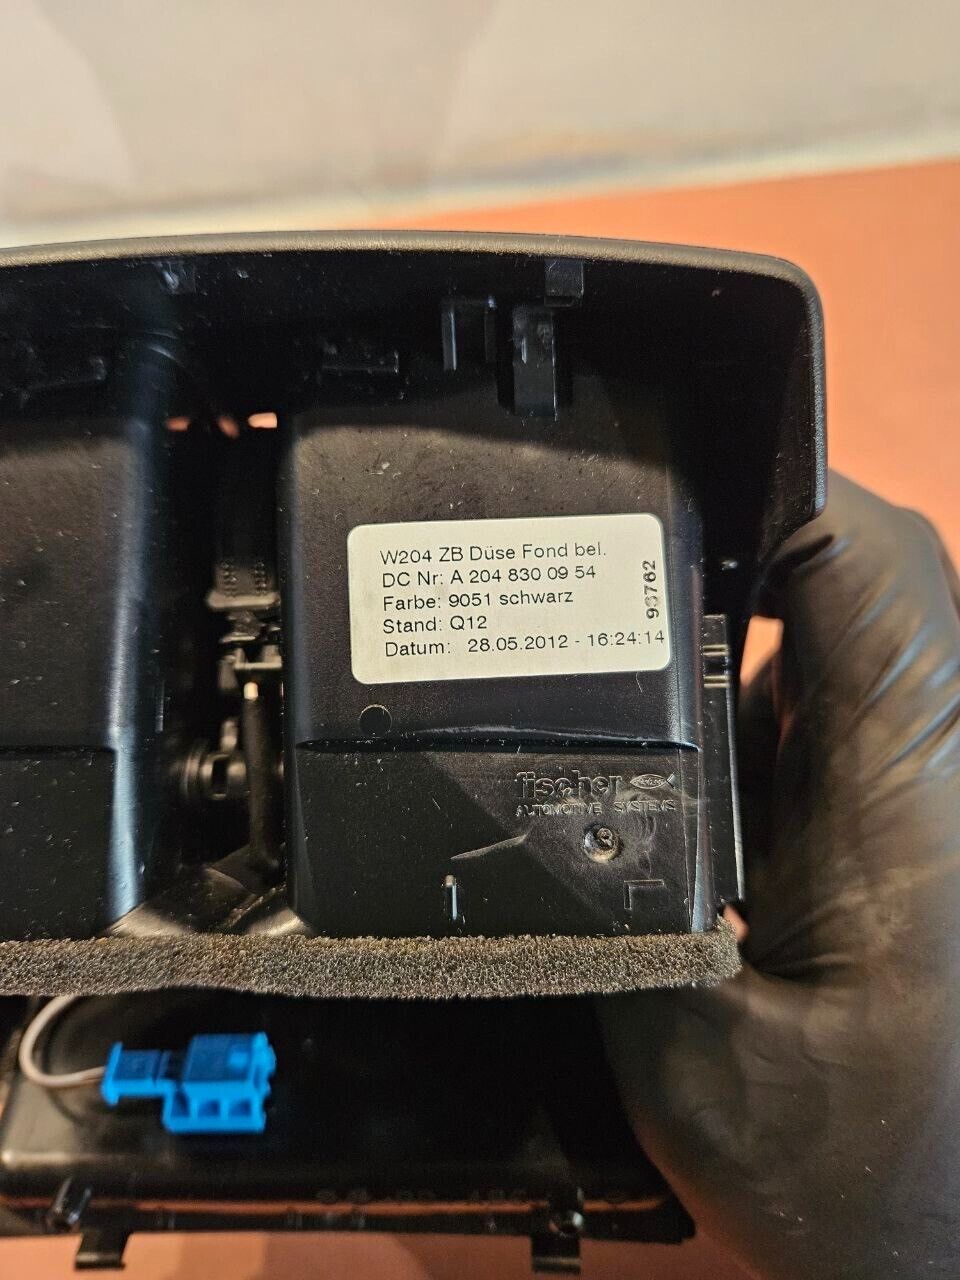 W204 ZB Düse Fond bel.
DC Nr: A 204 830 09 54
Farbe: 9051 schwarz
Stand: Q12
Datum: 28.05.2012 - 16:24:14
fischer
AUTOMOTIVE SYSTEMS